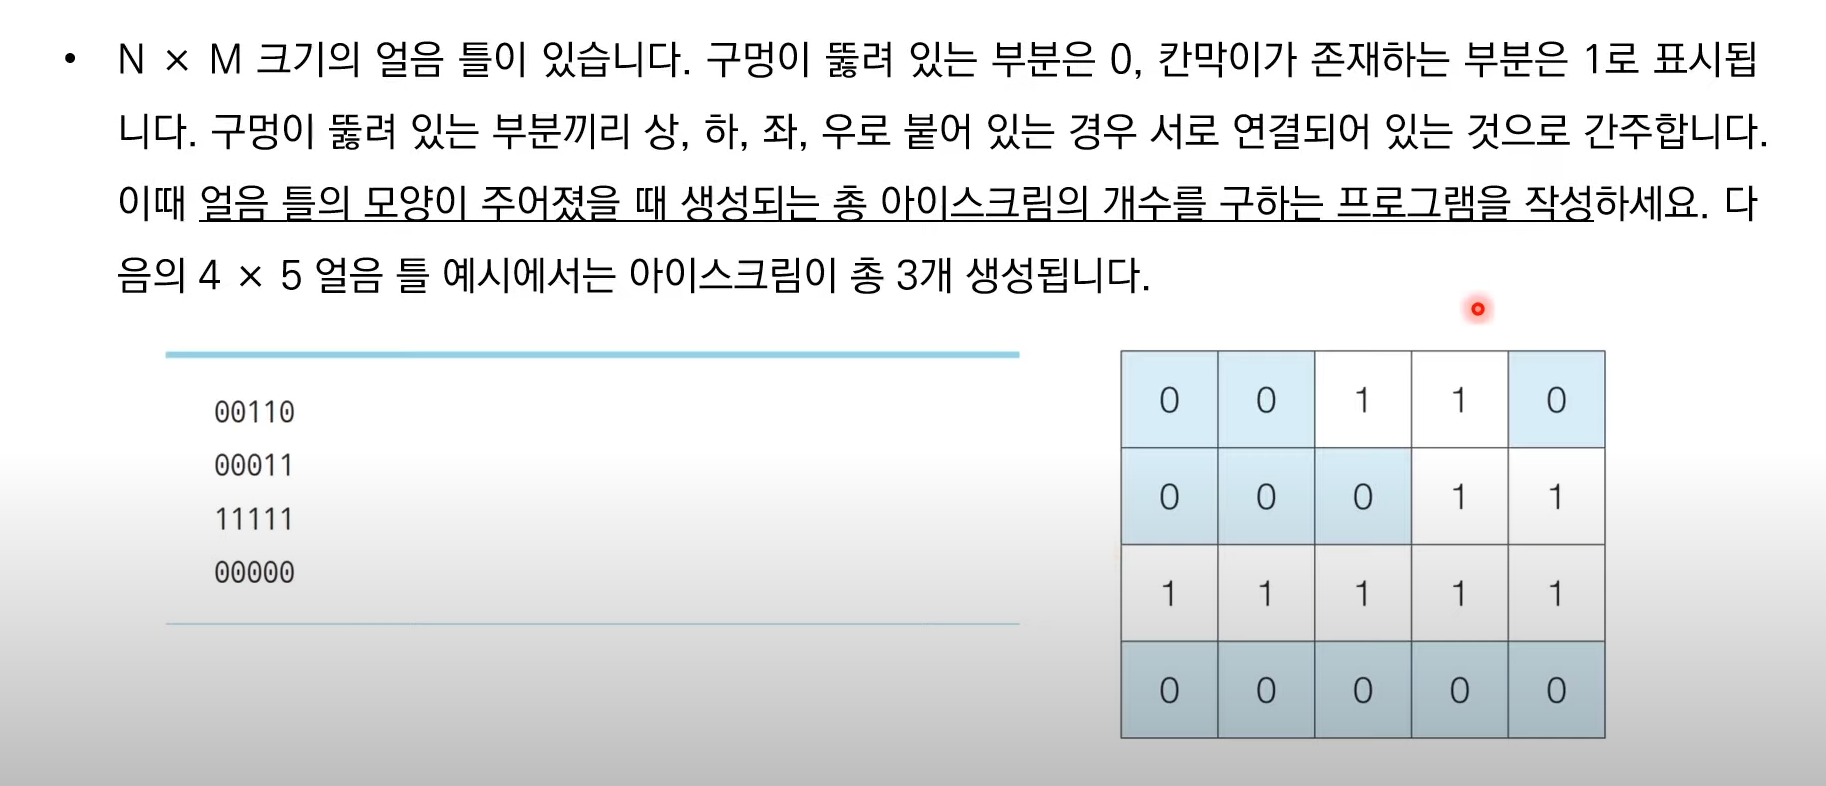 • N × M 크기의 얼음 틀이 있습니다. 구멍이 뚫려 있는 부분은 0, 칸막이가 존재하는 부분은 1로 표시됩
니다. 구멍이 뚫려 있는 부분끼리 상, 하, 좌, 우로 붙어 있는 경우 서로 연결되어 있는 것으로 간주합니다.
이때 얼음 틀의 모양이 주어졌을 때 생성되는 총 아이스크림의 개수를 구하는 프로그램을 작성하세요. 다
음의 4 × 5 얼음 틀 예시에서는 아이스크림이 총 3개 생성됩니다.
00110
00011
11111
00000
0 0 1 1 0
0 0 0 1 1
1 1 1 1 1
0 0 0 0 0